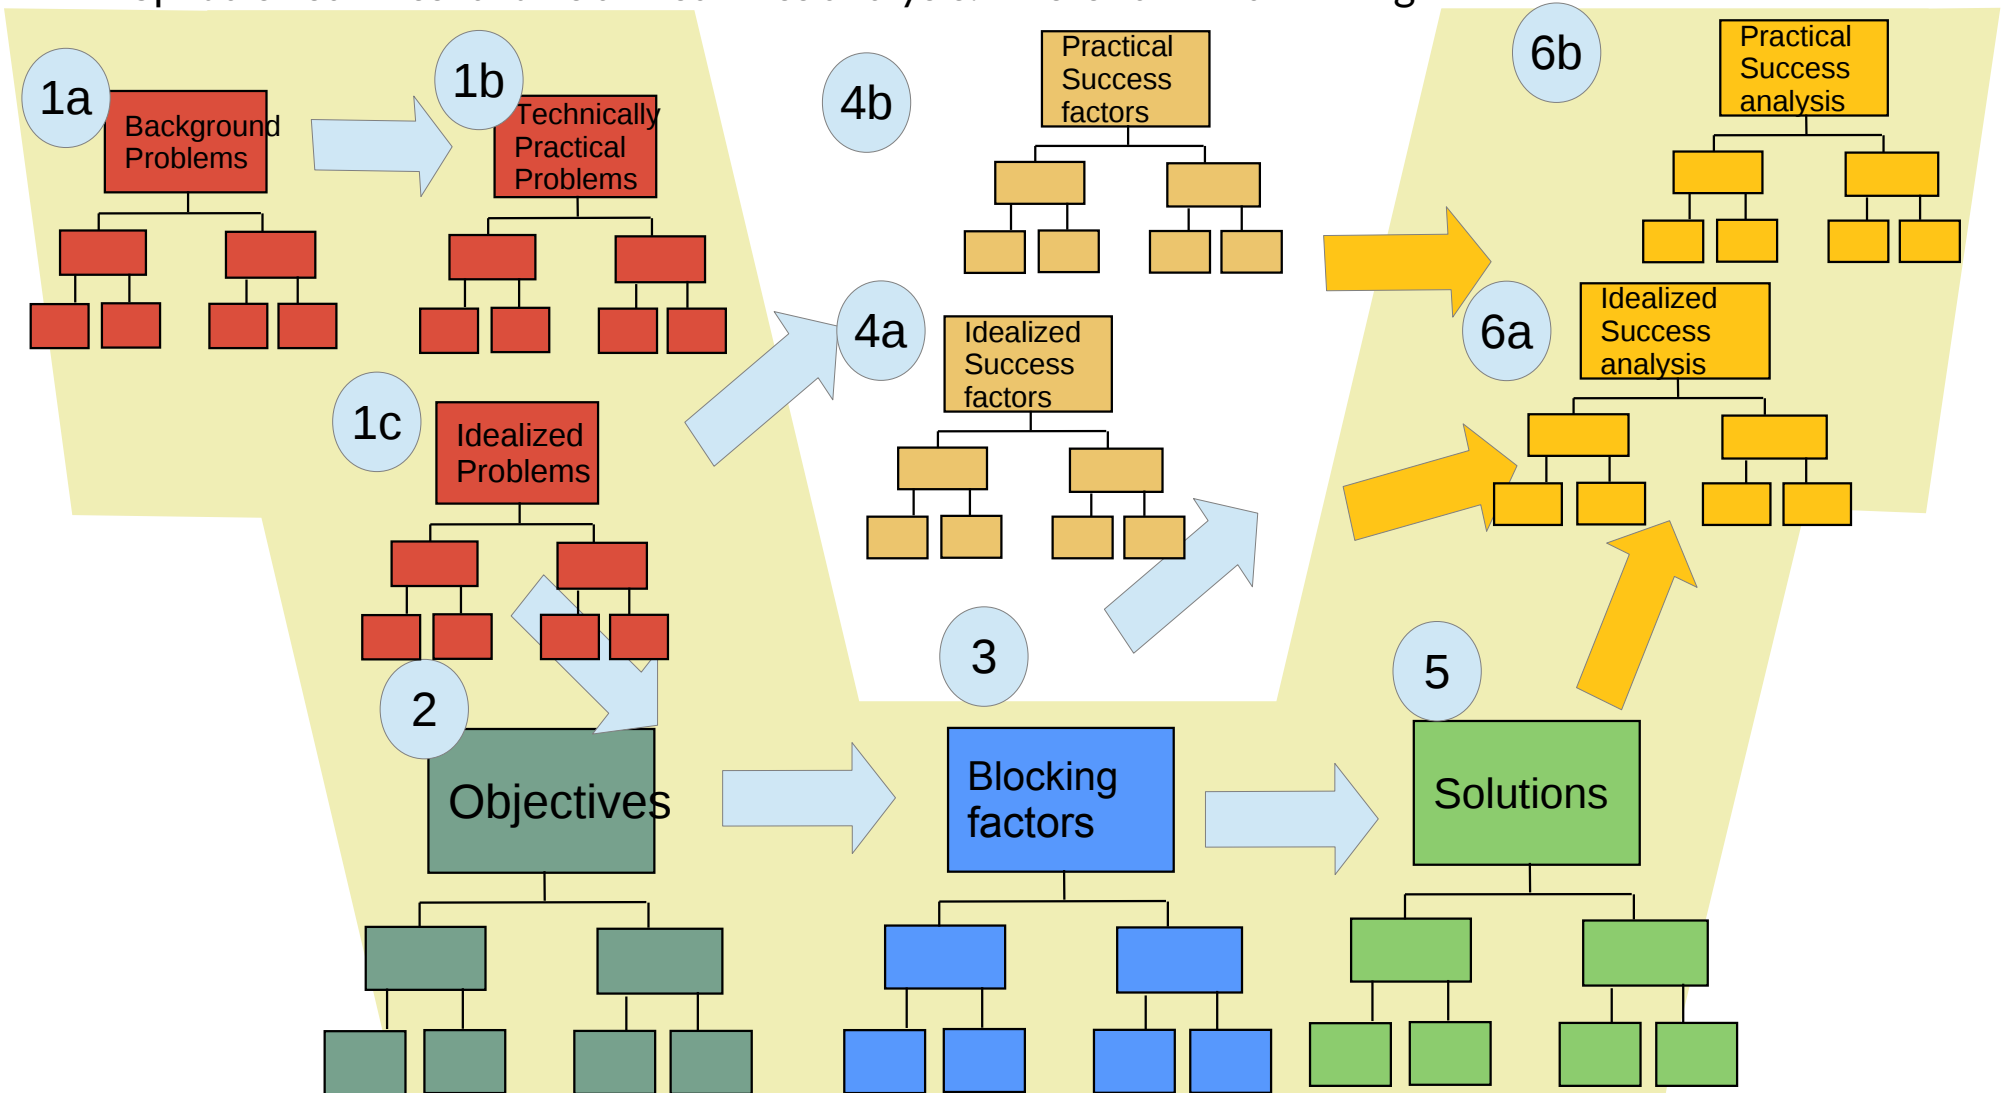 1a
Background
Problems
1b
Technically
Practical
Problems
1c
Idealized
Problems
2
Objectives
3
Blocking
factors
4a
Idealized
Success
factors
4b
Practical
Success
factors
5
Solutions
6a
Idealized
Success
analysis
6b
Practical
Success
analysis